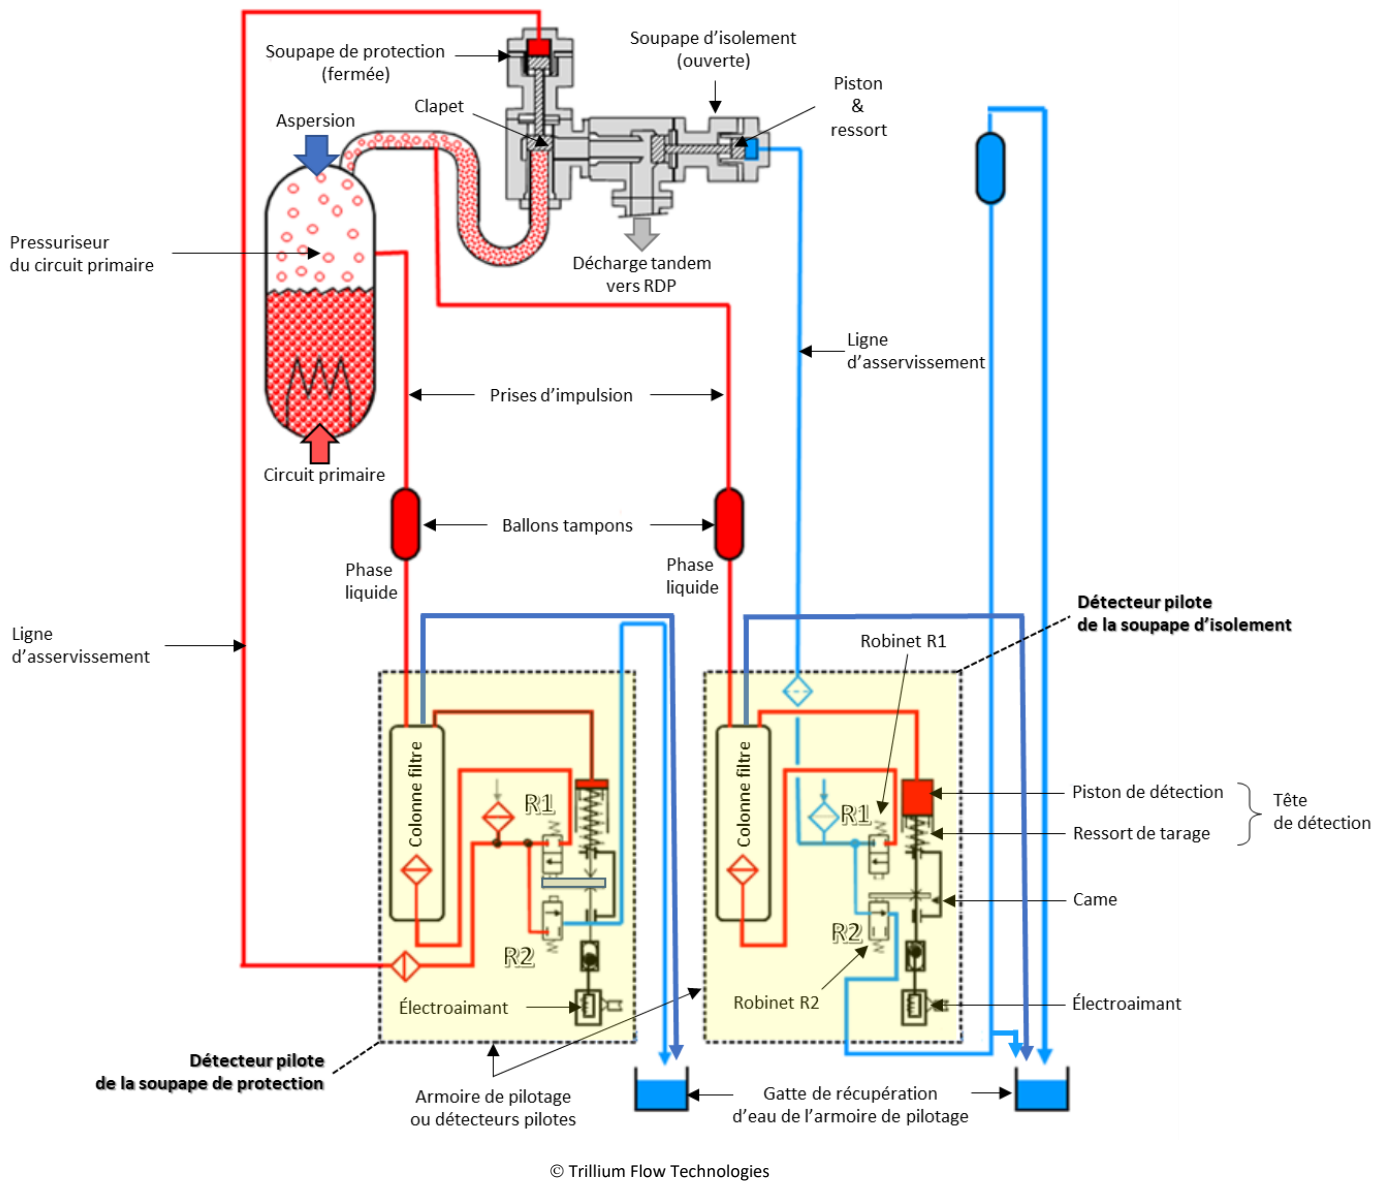 Soupape de protection
(fermée)
Soupape d’isolement
(ouverte)
Piston
&
ressort
Clapet
Aspersion
Pressuriseur
du circuit primaire
Décharge tandem
vers RDP
Ligne
d’asservissement
Prises d’impulsion
Circuit primaire
Ballons tampons
Phase
liquide
Phase
liquide
Détecteur pilote
de la soupape d’isolement
Ligne
d’asservissement
Robinet R1
Colonne filtre
Colonne filtre
R1
R1
Piston de détection
Ressort de tarage
Tête
de détection
Came
R2
R2
Électroaimant
Robinet R2
Électroaimant
Détecteur pilote
de la soupape de protection
Armoire de pilotage
ou détecteurs pilotes
Gatte de récupération
d’eau de l’armoire de pilotage
© Trillium Flow Technologies